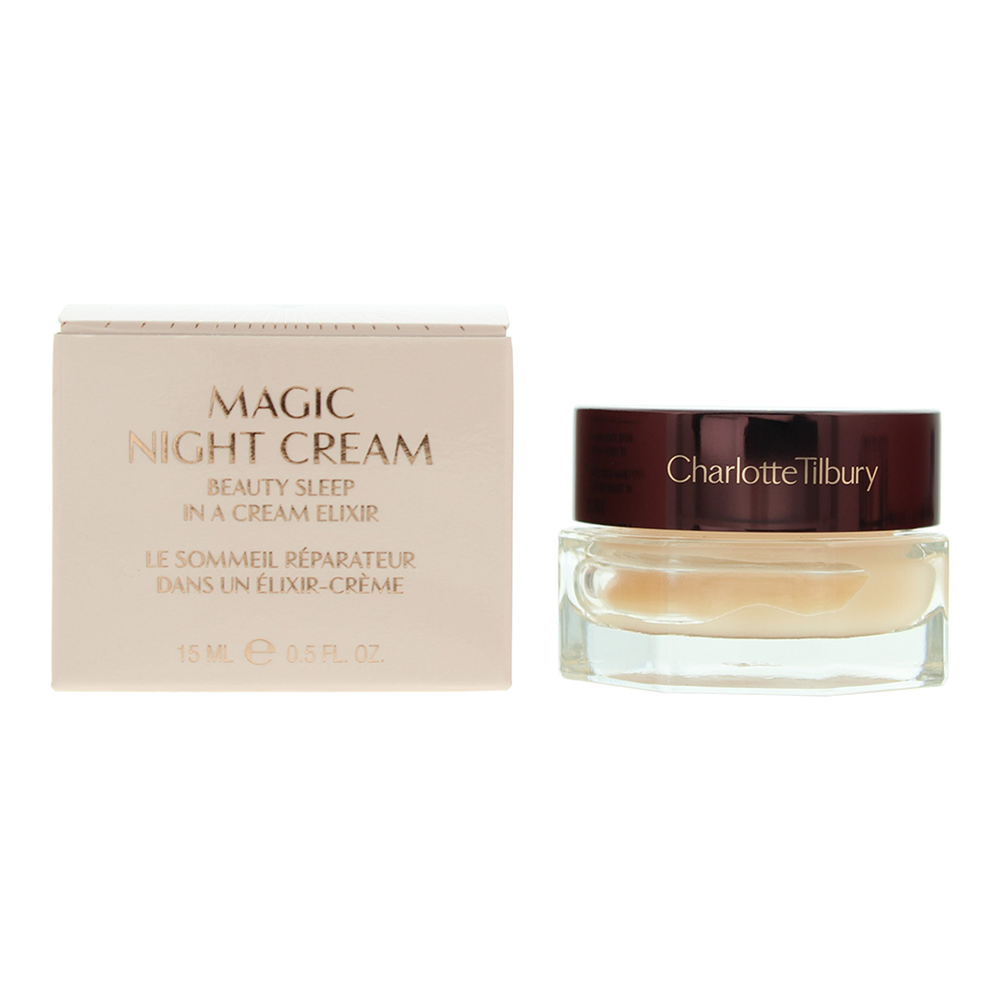 MAGIC
NIGHT CREAM
BEAUTY SLEEP
IN A CREAM ELIXIR
LE SOMMEIL RÉPARATEUR
DANS UN ÉLIXIR-CRÈME
15 ML ℮ 0.5 FL. OZ.
CharlotteTilbury